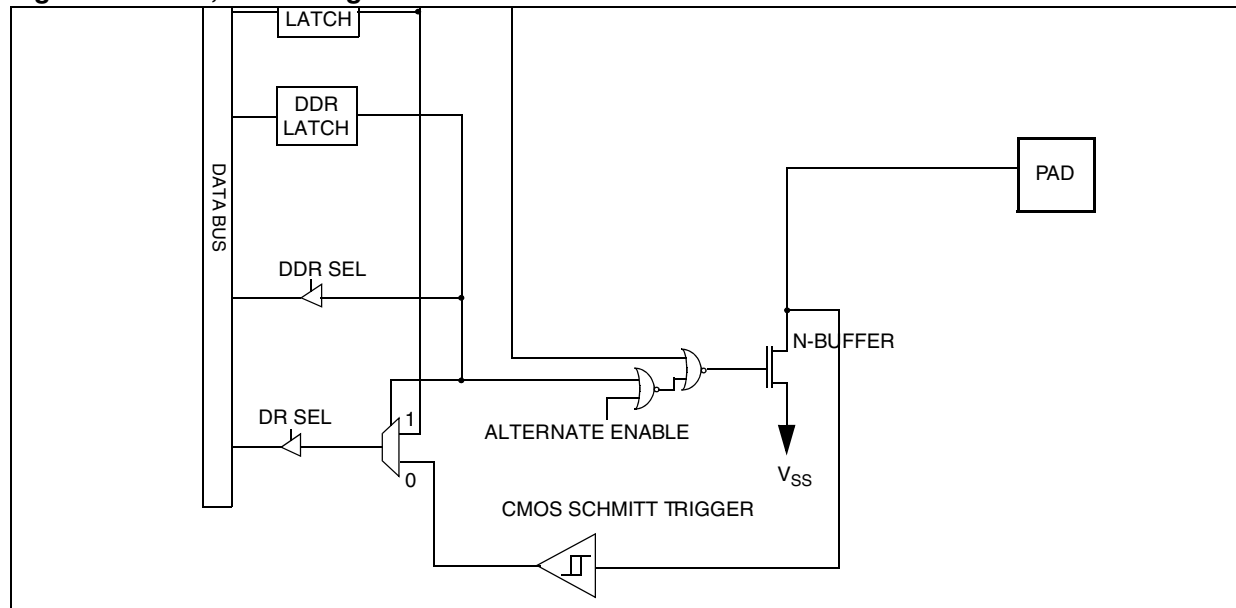 LATCH
DDR
LATCH
DATA BUS
PAD
DDR SEL
N-BUFFER
DR SEL
1
ALTERNATE ENABLE
0
VSS
CMOS SCHMITT TRIGGER